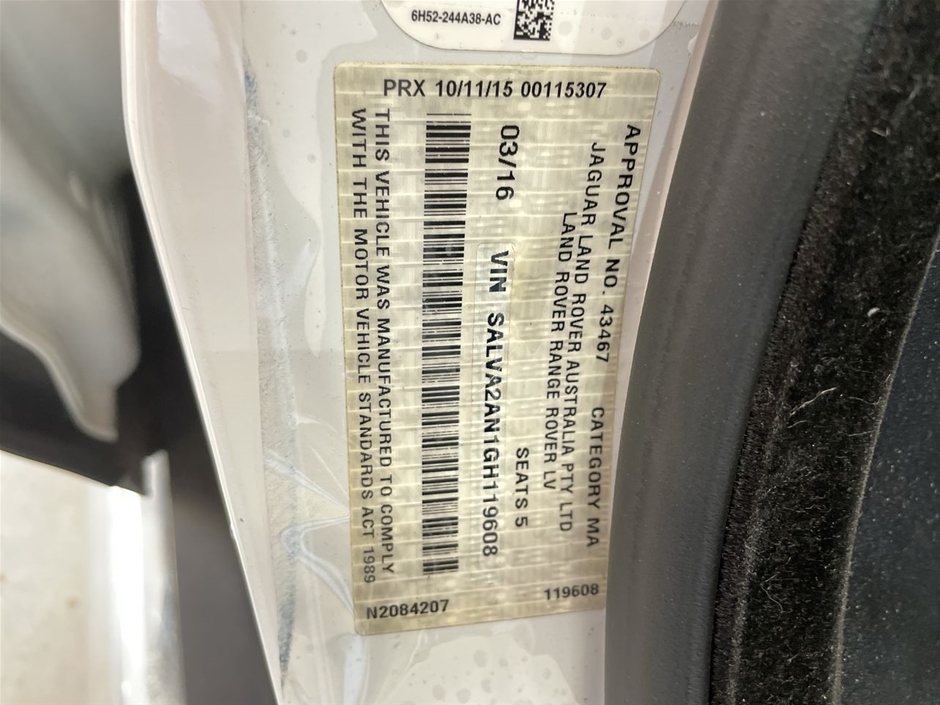 6H52-244A38-AC
PRX 10/11/15 00115307
APPROVAL NO. 43467 CATEGORY MA
JAGUAR LAND ROVER AUSTRALIA PTY LTD
LAND ROVER RANGE ROVER LV
03/16 SEATS 5
VIN SALVA2AN1GH119608
THIS VEHICLE WAS MANUFACTURED TO COMPLY
WITH THE MOTOR VEHICLE STANDARDS ACT 1989
N2084207
119608